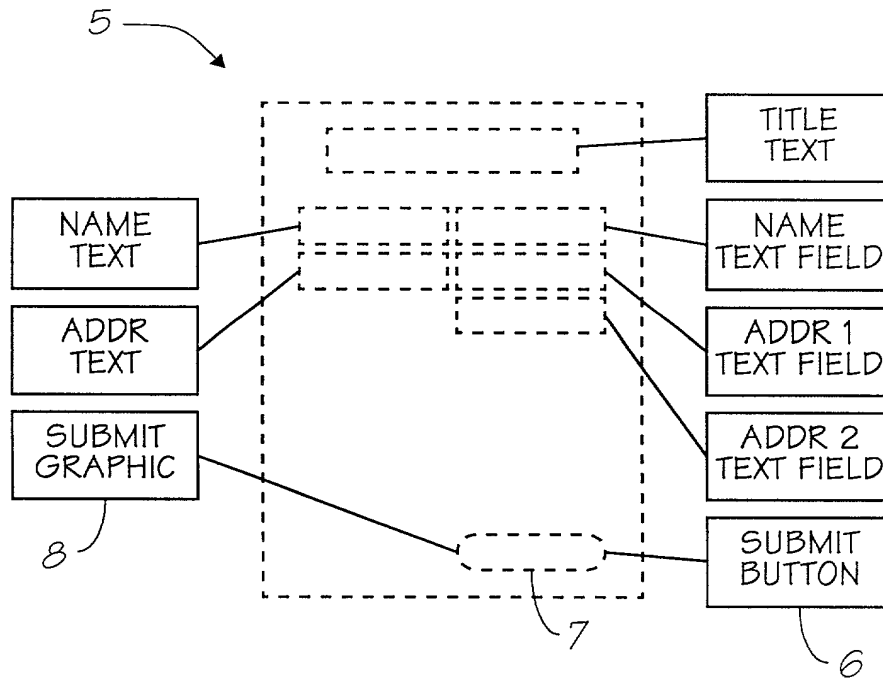 5
TITLE
TEXT
NAME
TEXT
NAME
TEXT FIELD
ADDR
TEXT
ADDR 1
TEXT FIELD
SUBMIT
GRAPHIC
ADDR 2
TEXT FIELD
8
SUBMIT
BUTTON
7
6